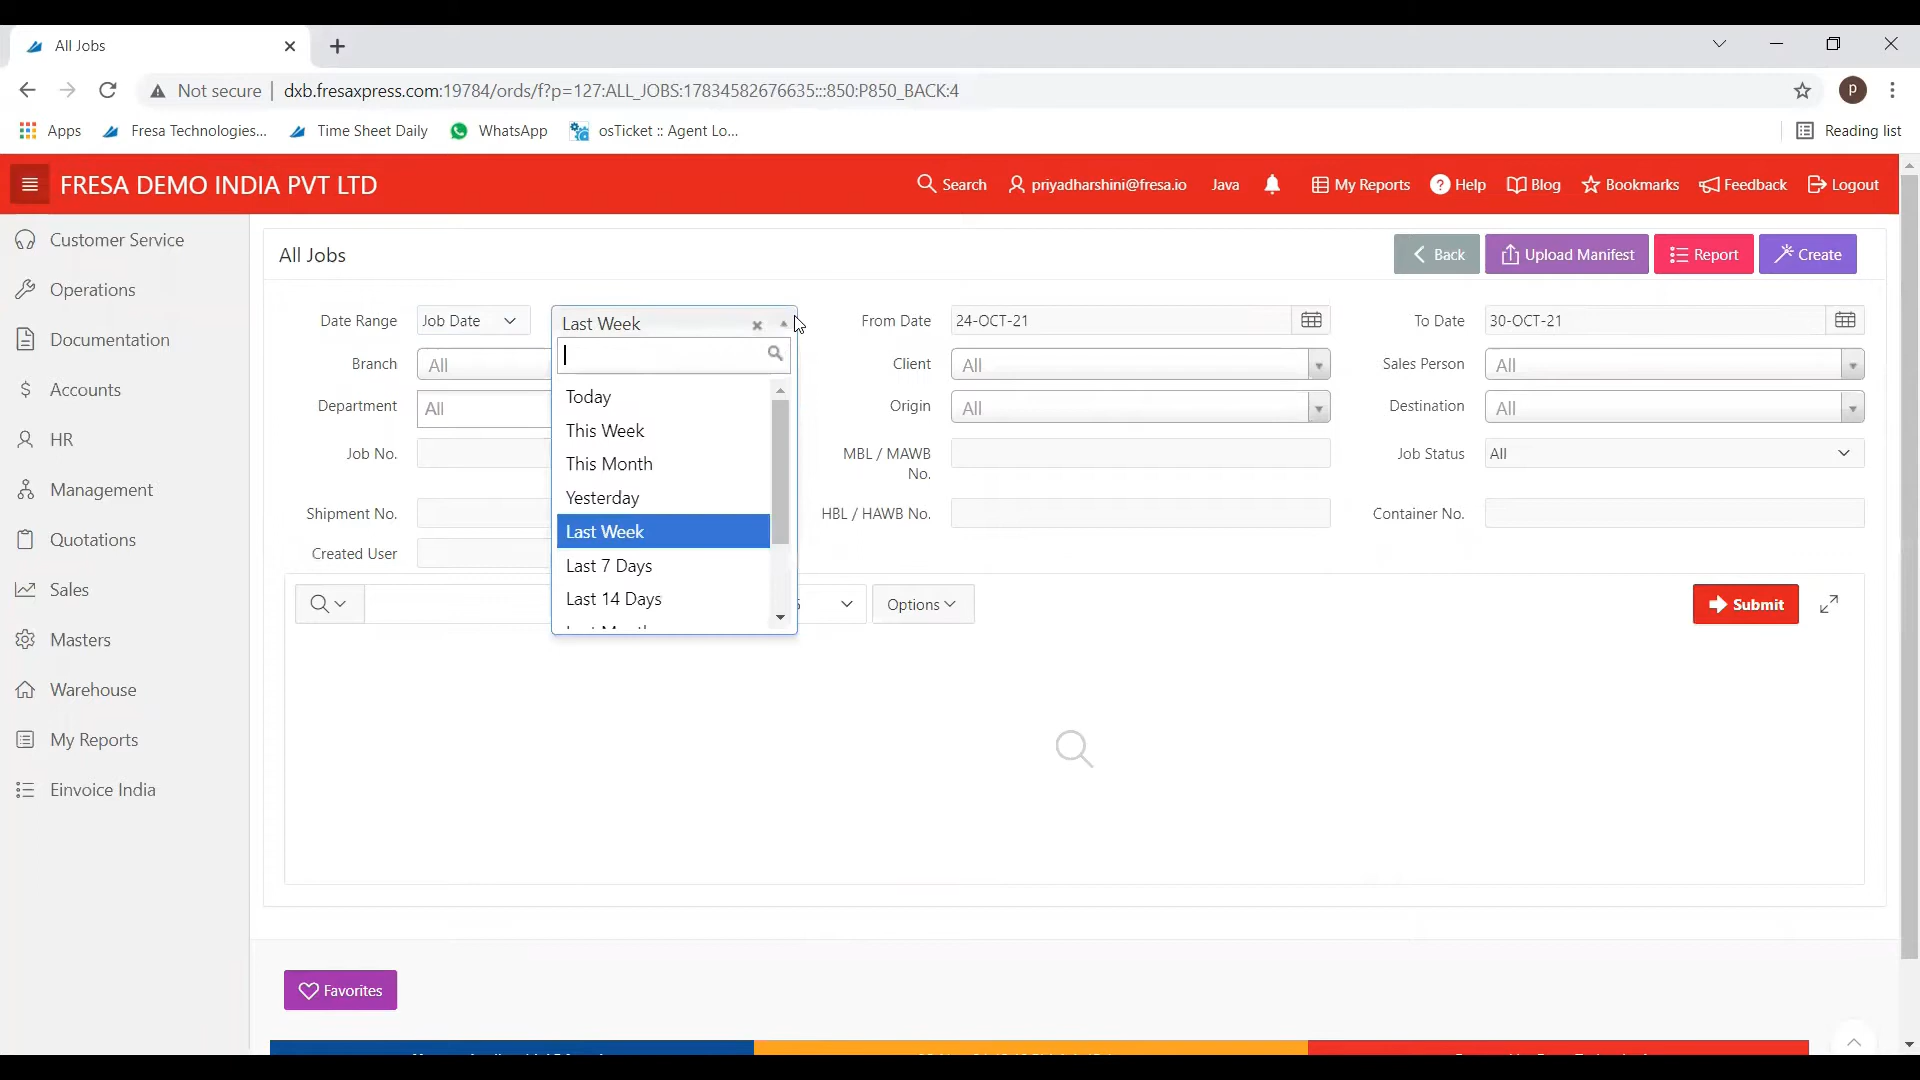 All Jobs
Not secure | dxb.fresaxpress.com:19784/ords/f?p=127:ALL_JOBS:17834582676635:::850:P850_BACK:4
p
Apps Fresa Technologies... Time Sheet Daily WhatsApp osTicket :: Agent Lo... Reading list
FRESA DEMO INDIA PVT LTD Search priyadharshini@fresa.io Java My Reports Help Blog Bookmarks Feedback Logout
Customer Service
Operations
Documentation
Accounts
HR
Management
Quotations
Sales
Masters
Warehouse
My Reports
Einvoice India
All Jobs Back Upload Manifest Report Create
Date Range Job Date Last Week From Date 24-OCT-21 To Date 30-OCT-21
Branch All Client All Sales Person All
Department All Origin All Destination All
Job No. MBL / MAWB No. Job Status All
Shipment No. HBL / HAWB No. Container No.
Created User
Today
This Week
This Month
Yesterday
Last Week
Last 7 Days
Last 14 Days
Options Submit
Favorites